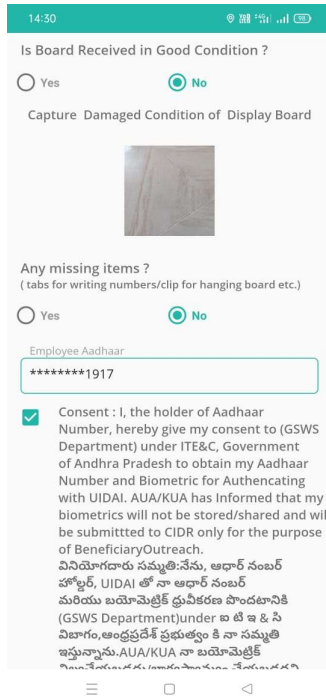 14:30
Is Board Received in Good Condition ?
Yes No
Capture Damaged Condition of Display Board
Any missing items ?
( tabs for writing numbers/clip for hanging board etc.)
Yes No
Employee Aadhaar
********1917
Consent : I, the holder of Aadhaar
Number, hereby give my consent to (GSWS
Department) under ITE&C, Government
of Andhra Pradesh to obtain my Aadhaar
Number and Biometric for Authencating
with UIDAI. AUA/KUA has Informed that my
biometrics will not be stored/shared and wil
be submittted to CIDR only for the purpose
of BeneficiaryOutreach.
వినియోగదారు సమ్మతి:నేను, ఆధార్ నంబర్
హోల్డర్, UIDAI తో నా ఆధార్ నంబర్
మరియు బయోమెట్రిక్ ధ్రువీకరణ పొందటానికి
(GSWS Department)under ఐ టి ఇ & సి
విబాగం,ఆంధ్రప్రదేశ్ ప్రభుత్వం కి నా సమ్మతి
ఇస్తున్నాను.AUA/KUA నా బయోమెట్రిక్